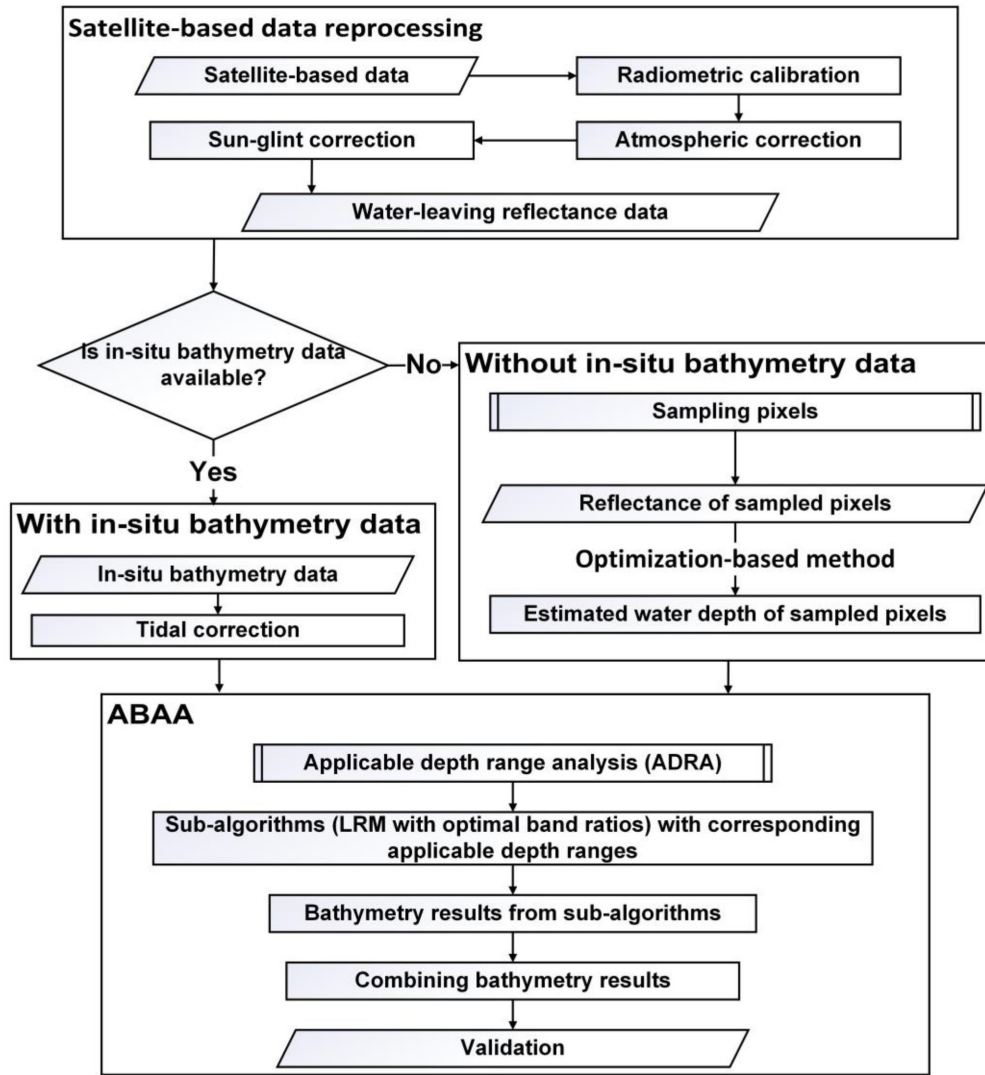 Satellite-based data reprocessing
Satellite-based data
Radiometric calibration
Sun-glint correction
Atmospheric correction
Water-leaving reflectance data
Is in-situ bathymetry data
available?
No
Without in-situ bathymetry data
Sampling pixels
Reflectance of sampled pixels
Optimization-based method
Estimated water depth of sampled pixels
Yes
With in-situ bathymetry data
In-situ bathymetry data
Tidal correction
ABAA
Applicable depth range analysis (ADRA)
Sub-algorithms (LRM with optimal band ratios) with corresponding
applicable depth ranges
Bathymetry results from sub-algorithms
Combining bathymetry results
Validation